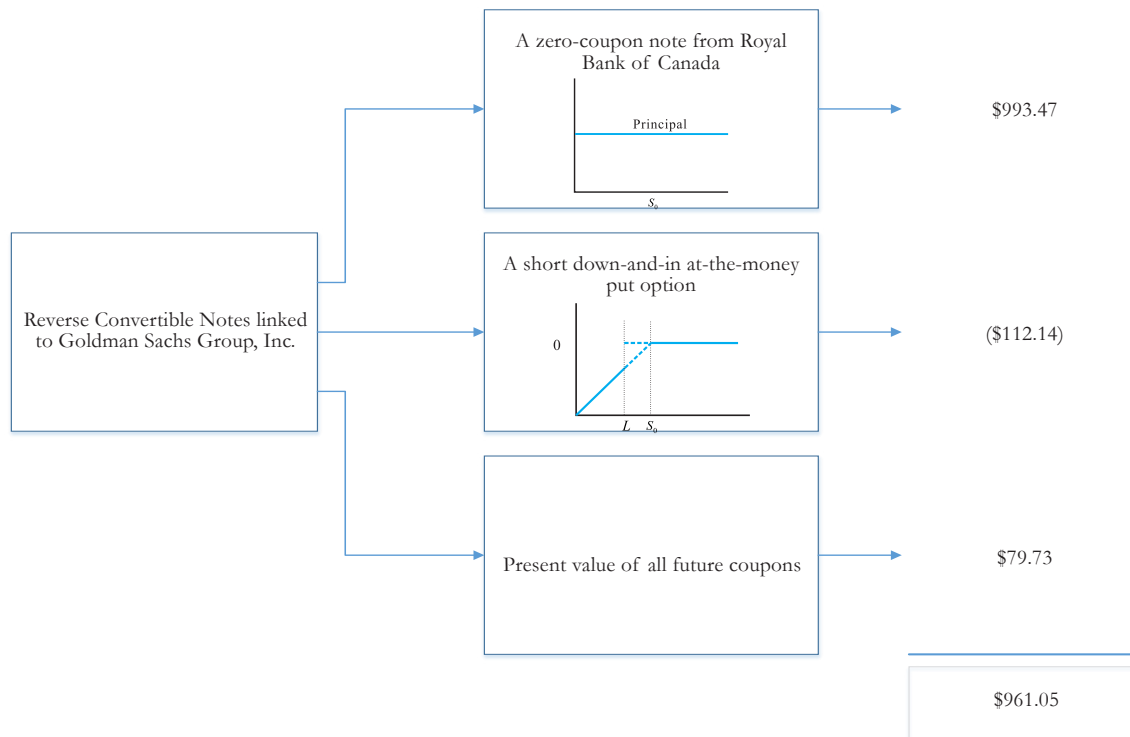 A zero-coupon note from Royal
Bank of Canada
Principal
S₀
$993.47
Reverse Convertible Notes linked
to Goldman Sachs Group, Inc.
A short down-and-in at-the-money
put option
0
L S₀
($112.14)
Present value of all future coupons
$79.73
$961.05